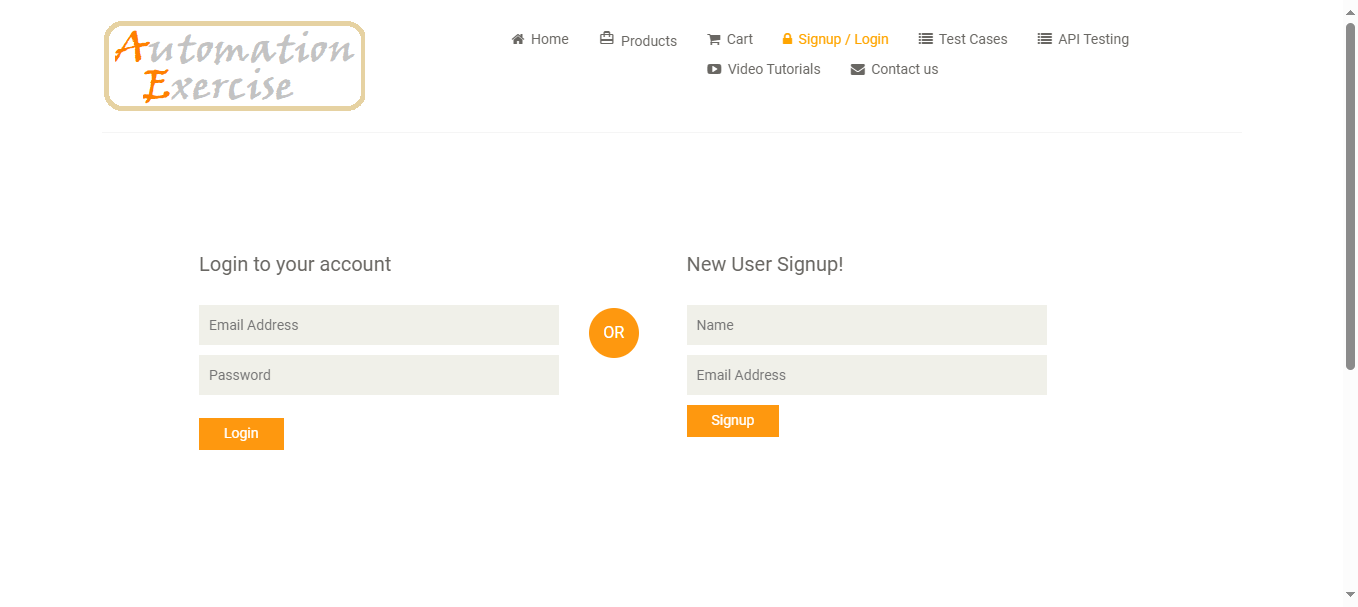 Automation
Exercise
Home Products Cart Signup / Login Test Cases API Testing
Video Tutorials Contact us
Login to your account
Email Address
Password
Login
OR
New User Signup!
Name
Email Address
Signup